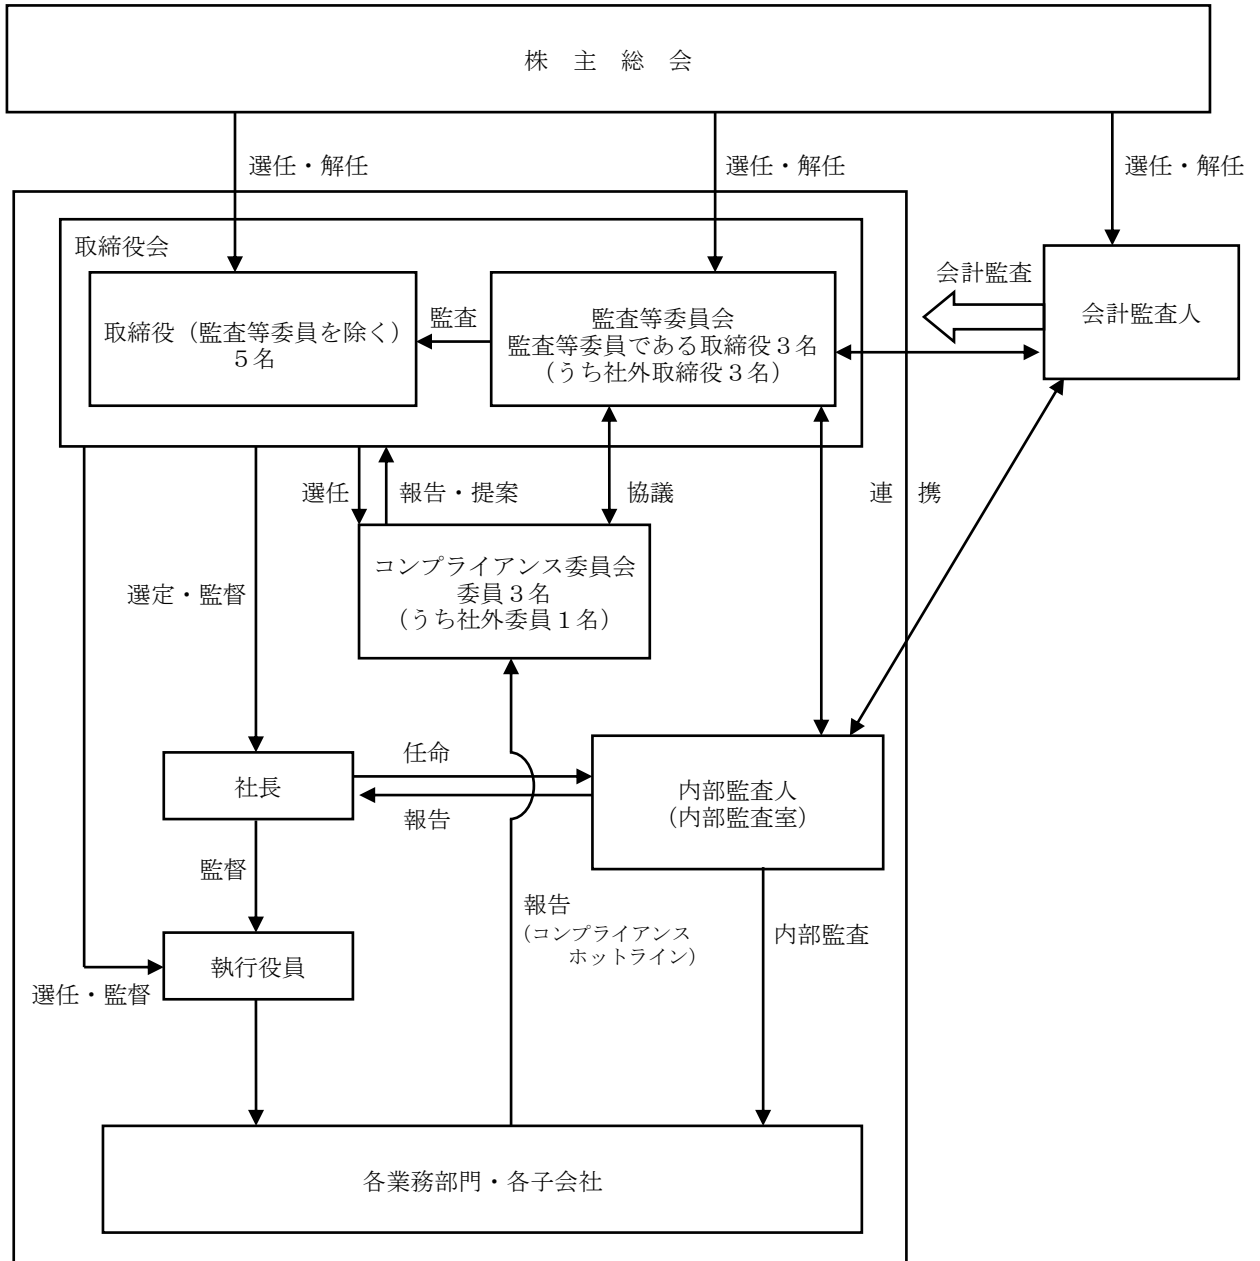 株 主 総 会
選任・解任
選任・解任
選任・解任
取締役会
会計監査
取締役（監査等委員を除く）
５名
監査
監査等委員会
監査等委員である取締役３名
（うち社外取締役３名）
会計監査人
選任
報告・提案
協議
連 携
コンプライアンス委員会
委員３名
（うち社外委員１名）
選定・監督
社長
任命
報告
内部監査人
（内部監査室）
監督
報告
（コンプライアンス
ホットライン）
内部監査
執行役員
選任・監督
各業務部門・各子会社